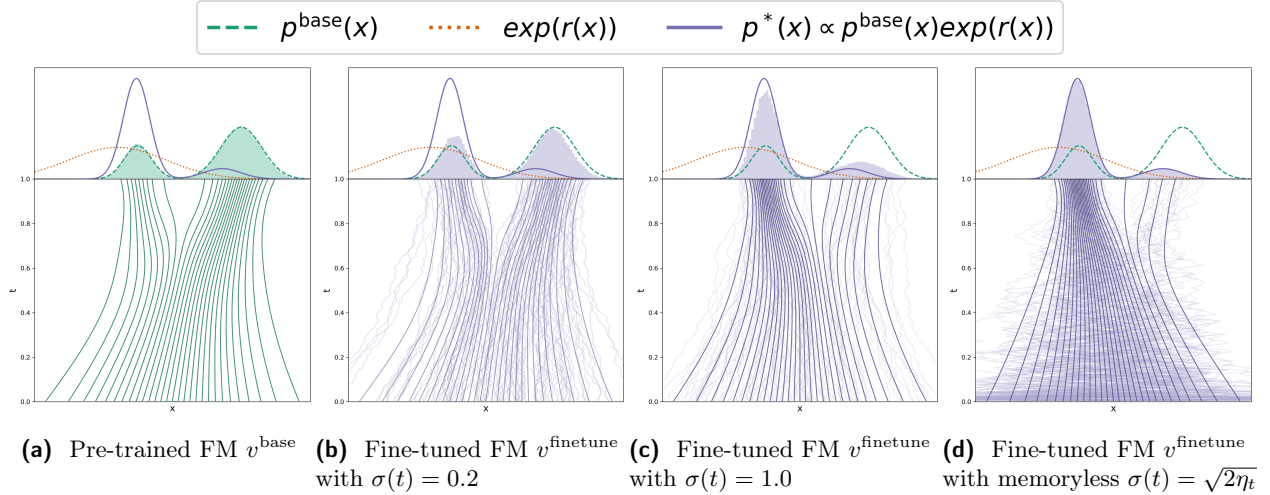 p^base(x) exp(r(x)) p^*(x) ∝ p^base(x)exp(r(x))
1.0 0.8 0.6 0.4 0.2 0.0
t
x
1.0 0.8 0.6 0.4 0.2 0.0
t
x
1.0 0.8 0.6 0.4 0.2 0.0
t
x
1.0 0.8 0.6 0.4 0.2 0.0
t
x
(a) Pre-trained FM v^base
(b) Fine-tuned FM v^finetune
with σ(t) = 0.2
(c) Fine-tuned FM v^finetune
with σ(t) = 1.0
(d) Fine-tuned FM v^finetune
with memoryless σ(t) = √2η_t